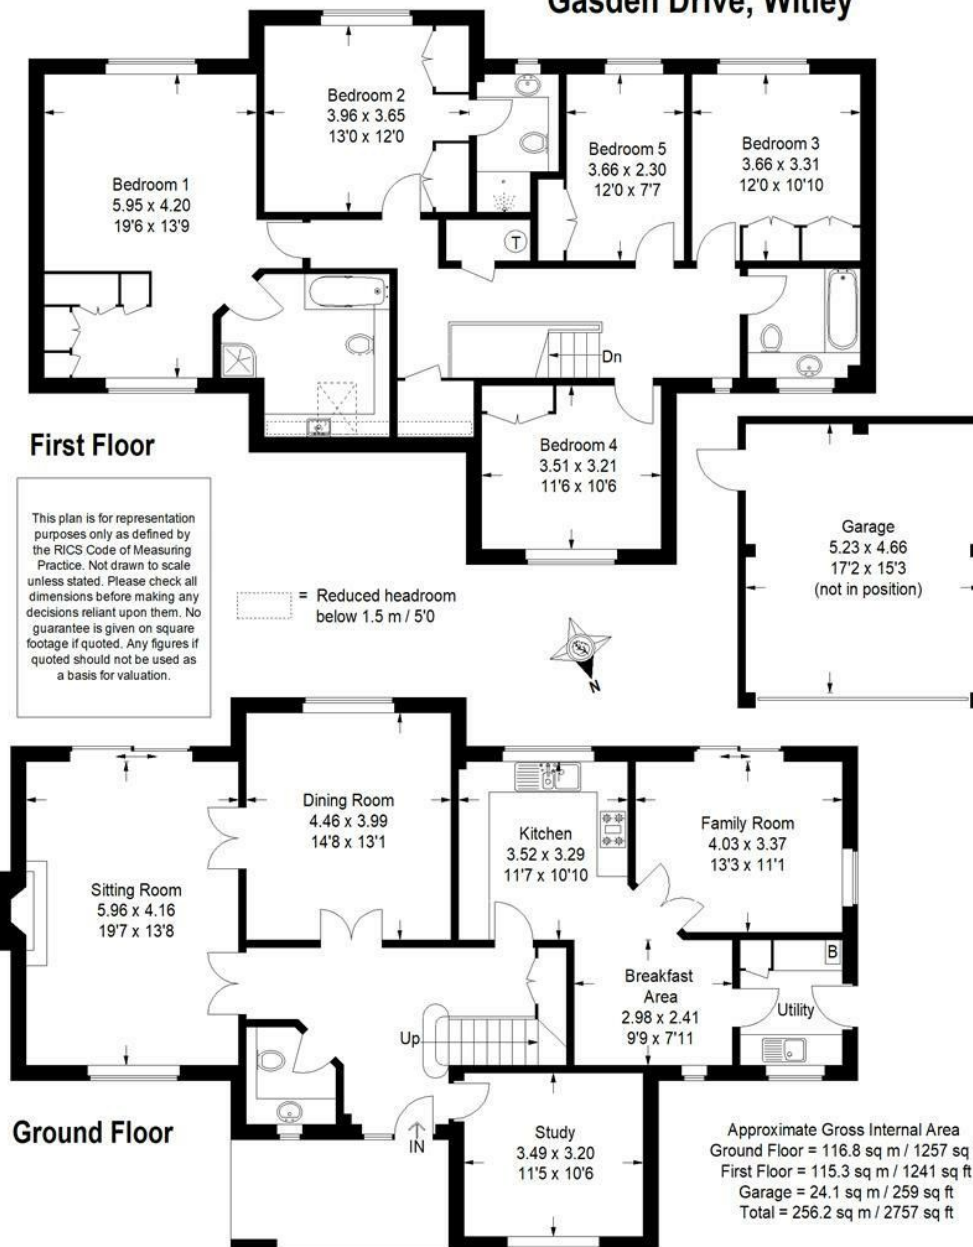 Gasden Drive, Witley
Bedroom 2
3.96 x 3.65
13'0 x 12'0
Bedroom 5
3.66 x 2.30
12'0 x 7'7
Bedroom 3
3.66 x 3.31
12'0 x 10'10
Bedroom 1
5.95 x 4.20
19'6 x 13'9
T
Dn
First Floor
Bedroom 4
3.51 x 3.21
11'6 x 10'6
Garage
5.23 x 4.66
17'2 x 15'3
(not in position)
This plan is for representation
purposes only as defined by
the RICS Code of Measuring
Practice. Not drawn to scale
unless stated. Please check all
dimensions before making any
decisions reliant upon them. No
guarantee is given on square
footage if quoted. Any figures if
quoted should not be used as
a basis for valuation.
= Reduced headroom
below 1.5 m / 5'0
N
Dining Room
4.46 x 3.99
14'8 x 13'1
Kitchen
3.52 x 3.29
11'7 x 10'10
Family Room
4.03 x 3.37
13'3 x 11'1
Sitting Room
5.96 x 4.16
19'7 x 13'8
B
Breakfast
Area
2.98 x 2.41
9'9 x 7'11
Utility
Up
IN
Ground Floor
Study
3.49 x 3.20
11'5 x 10'6
Approximate Gross Internal Area
Ground Floor = 116.8 sq m / 1257 sq
First Floor = 115.3 sq m / 1241 sq ft
Garage = 24.1 sq m / 259 sq ft
Total = 256.2 sq m / 2757 sq ft